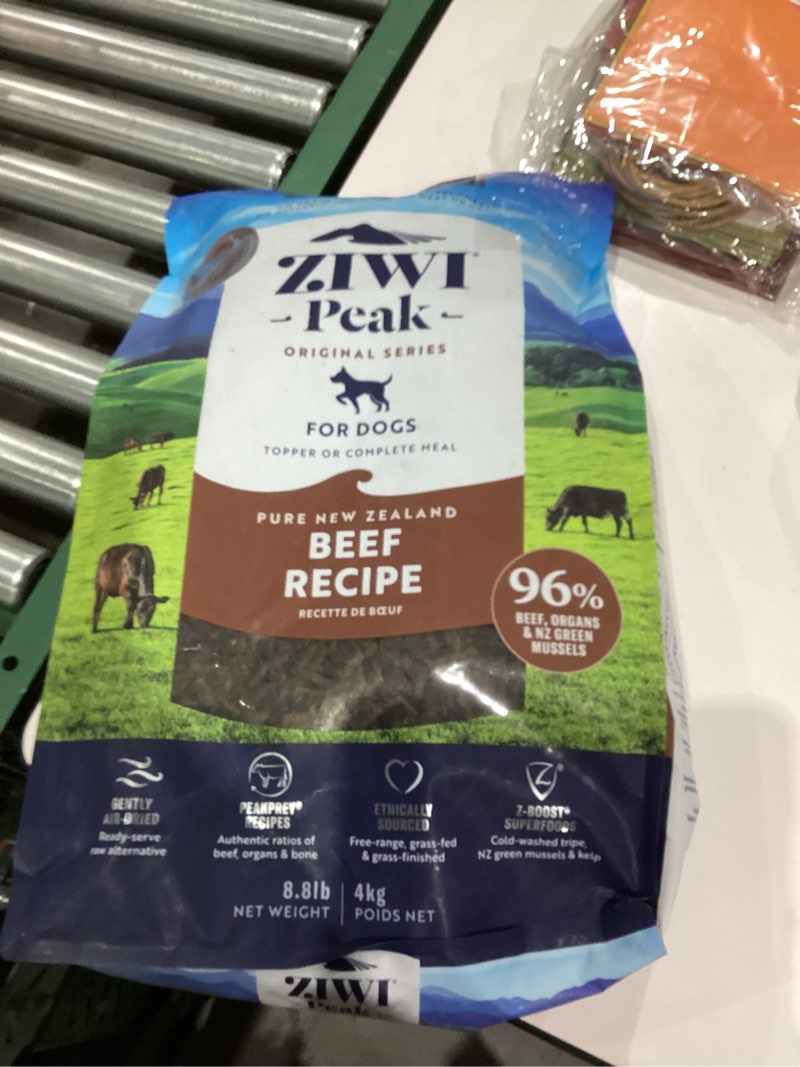 ZIWI®
Peak
ORIGINAL SERIES
FOR DOGS
TOPPER OR COMPLETE MEAL
PURE NEW ZEALAND
BEEF
RECIPE
RECETTE DE BŒUF
96%
BEEF, ORGANS
& NZ GREEN
MUSSELS
GENTLY
AIR-DRIED
Ready-serve
raw alternative
PEAKPREY®
RECIPES
Authentic ratios of
beef, organs & bone
ETHICALLY
SOURCED
Free-range, grass-fed
& grass-finished
Z
Z-BOOST®
SUPERFOODS
Cold-washed tripe,
NZ green mussels & kelp
8.8lb
NET WEIGHT
4kg
POIDS NET
ZIWI®
Peak